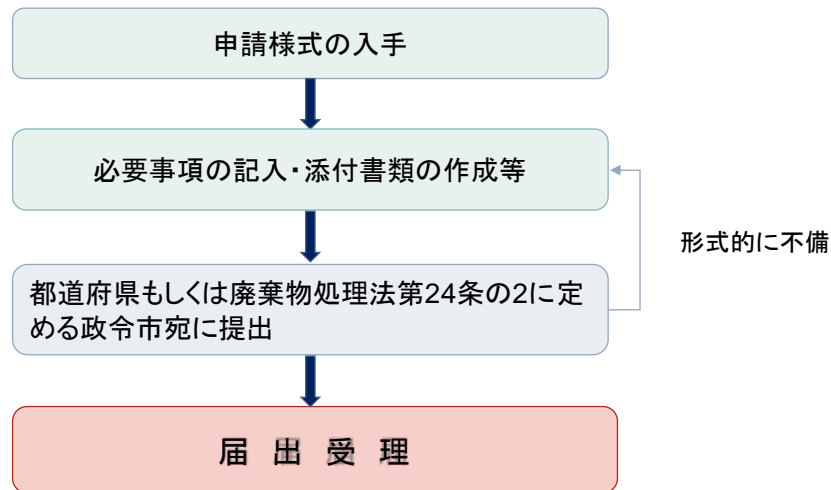 申請様式の入手
必要事項の記入・添付書類の作成等
形式的に不備
都道府県もしくは廃棄物処理法第24条の2に定
める政令市宛に提出
届 出 受 理